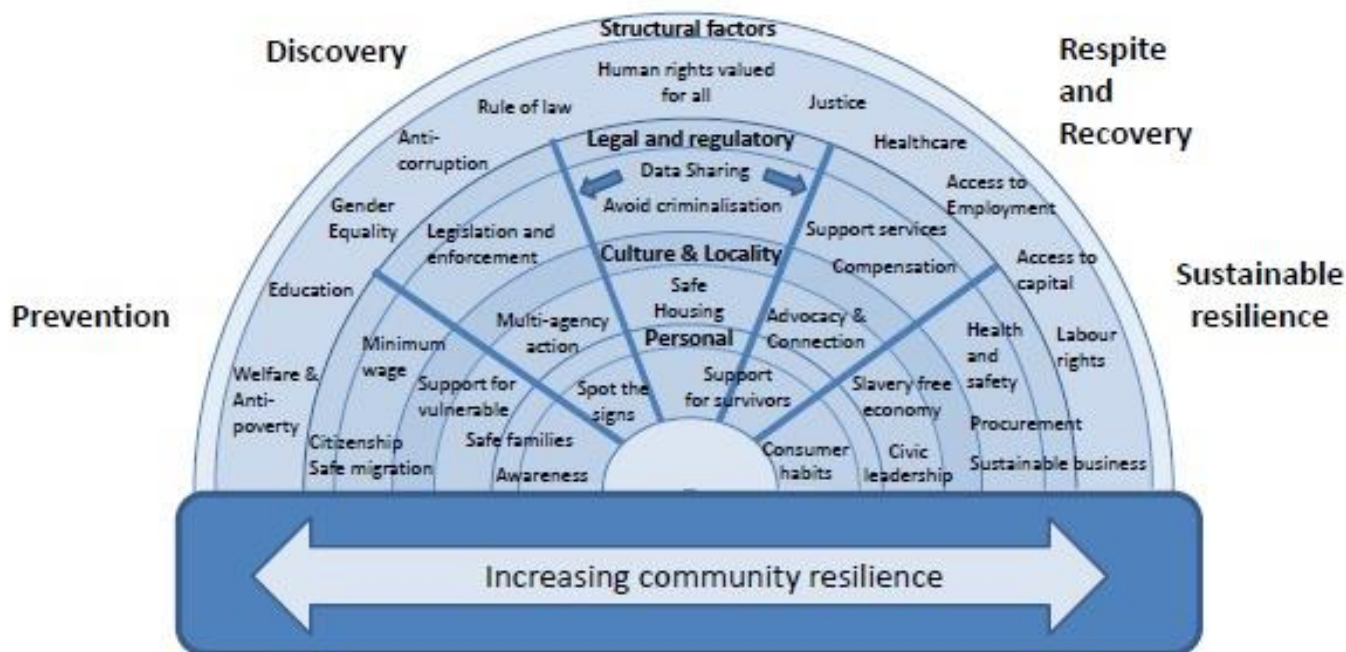 Structural factors
Discovery
Respite
and
Recovery
Human rights valued
for all
Rule of law
Justice
Anti-
corruption
Legal and regulatory
Healthcare
Data Sharing
Access to
Employment
Gender
Equality
Avoid criminalisation
Legislation and
enforcement
Support services
Culture & Locality
Compensation
Access to
capital
Sustainable
resilience
Education
Prevention
Safe
Housing
Multi-agency
action
Advocacy &
Connection
Personal
Minimum
wage
Health
and
safety
Labour
rights
Welfare &
Anti-
poverty
Support for
vulnerable
Spot the
signs
Support
for survivors
Slavery free
economy
Procurement
Citizenship
Safe migration
Safe families
Awareness
Consumer
habits
Civic
leadership
Sustainable business
Increasing community resilience